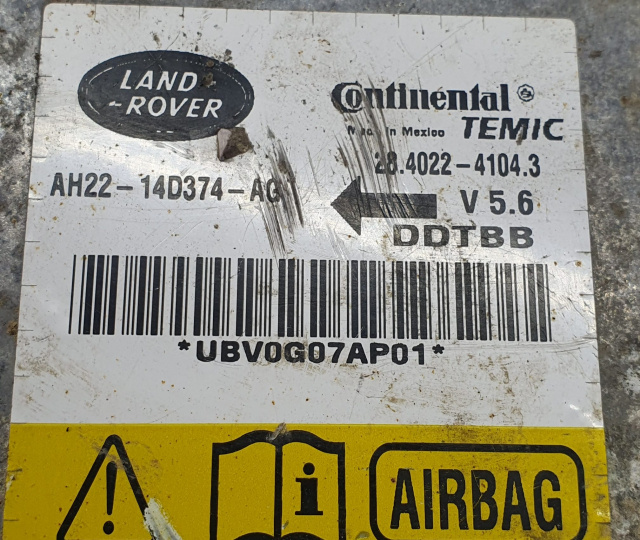 LAND
-ROVER
Continental
Made in Mexico TEMIC
28.4022-4104.3
AH22-14D374-AG
V 5.6
DDTBB
*UBV0G07AP01*
i
AIRBAG